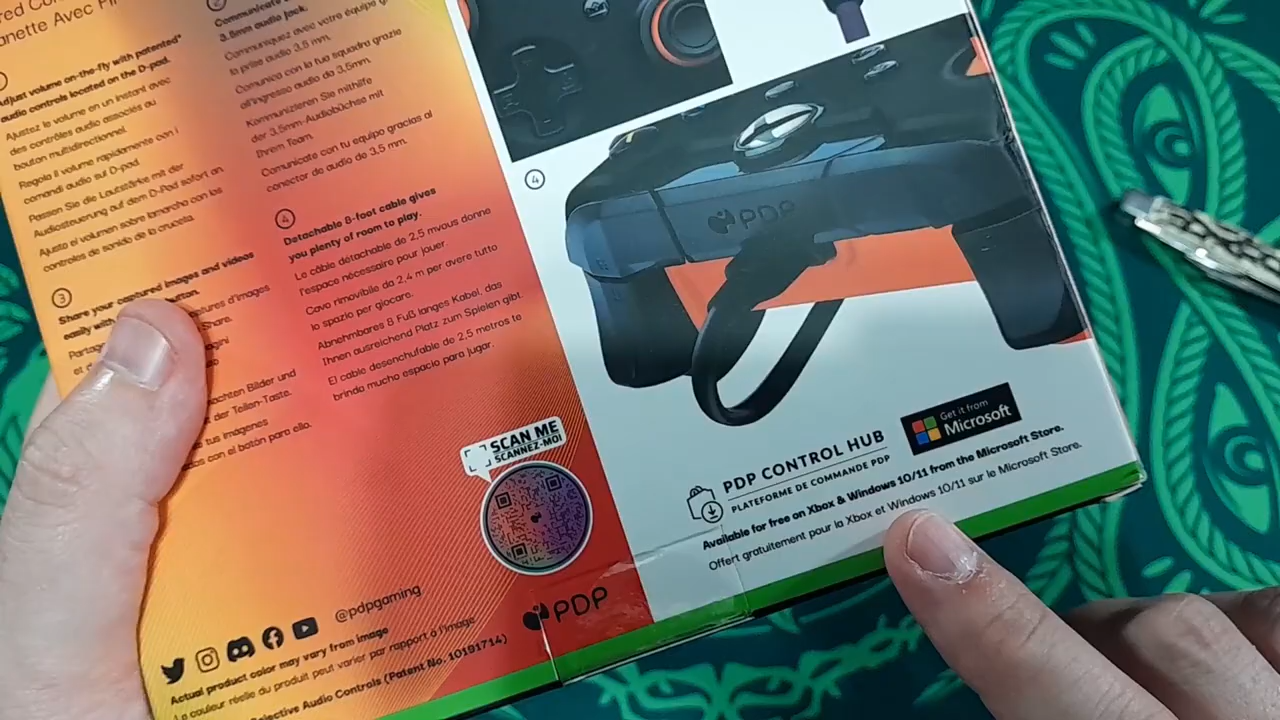 anette Avec Fil
Adjust volume on-the-fly with patented*
audio controls located on the D-pad.
Ajustez le volume en un instant avec
des contrôles audio associés au
bouton multidirectionnel.
Regola il volume rapidamente con i
comandi audio sul D-pad.
Passen Sie die Lautstärke mit der
Audiosteuerung auf dem D-Pad sofort an
Ajusta el volumen sobre lamarcha con los
controles de sonido de la cruceta.
3
Share your captured images and videos
easily with button.
Partag aptures d'images
et d Share.
achten Bilder und
der Teilen-Taste.
tus imágenes
con el botón para ello.
2
Communicate
3.5mm audio jack.
Communiquez avec votre équipe
la prise audio 3,5 mm.
Comunica con la tua squadra grazie
all'ingresso audio da 3,5mm.
Kommunizieren Sie mithilfe
der 3,5mm-Audiobüchse mit
Ihrem Team.
Comunícate con tu equipo gracias al
conector de audio de 3,5 mm.
4
Detachable 8-foot cable gives
you plenty of room to play.
Le câble détachable de 2,5 mvous donne
l'espace nécessaire pour jouer.
Cavo rimovibile da 2,4 m per avere tutto
lo spazio per giocare.
Abnehmbares 8 Fuß langes Kabel, das
Ihnen ausreichend Platz zum Spielen gibt.
El cable desenchufable de 2,5 metros te
brinda mucho espacio para jugar.
SCAN ME
SCANNEZ-MOI
@pdpgaming
Actual product color may vary from image
La couleur réelle du produit peut varier par rapport à l'image
Selective Audio Controls (Patent No. 10191714)
PDP
4
PDP
Get it from
Microsoft
PDP CONTROL HUB
PLATEFORME DE COMMANDE PDP
Available for free on Xbox & Windows 10/11 from the Microsoft Store.
Offert gratuitement pour la Xbox et Windows 10/11 sur le Microsoft Store.